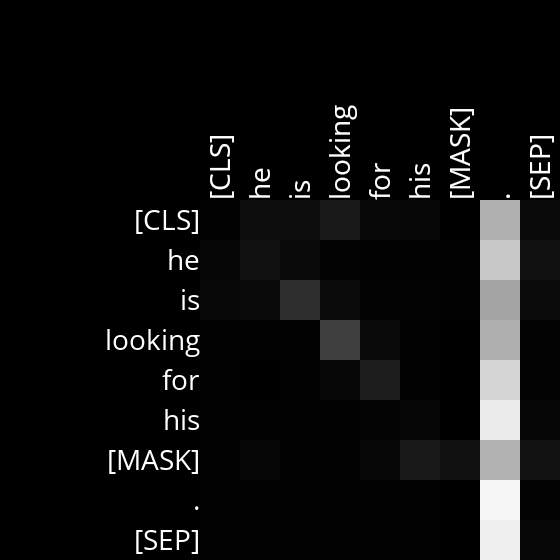 [CLS] he is looking for his [MASK] . [SEP]
[CLS]
he
is
looking
for
his
[MASK]
.
[SEP]